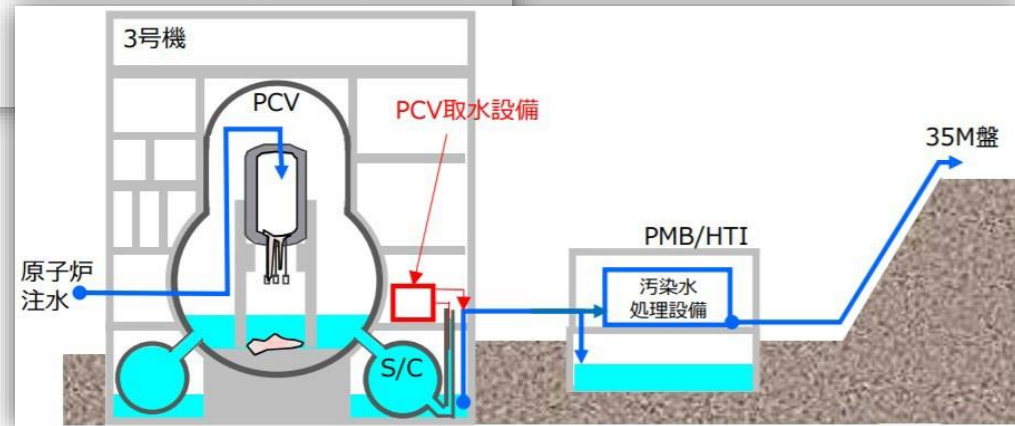 3号機
PCV
PCV取水設備
35M盤
PMB/HTI
原子炉
注水
汚染水
処理設備
S/C